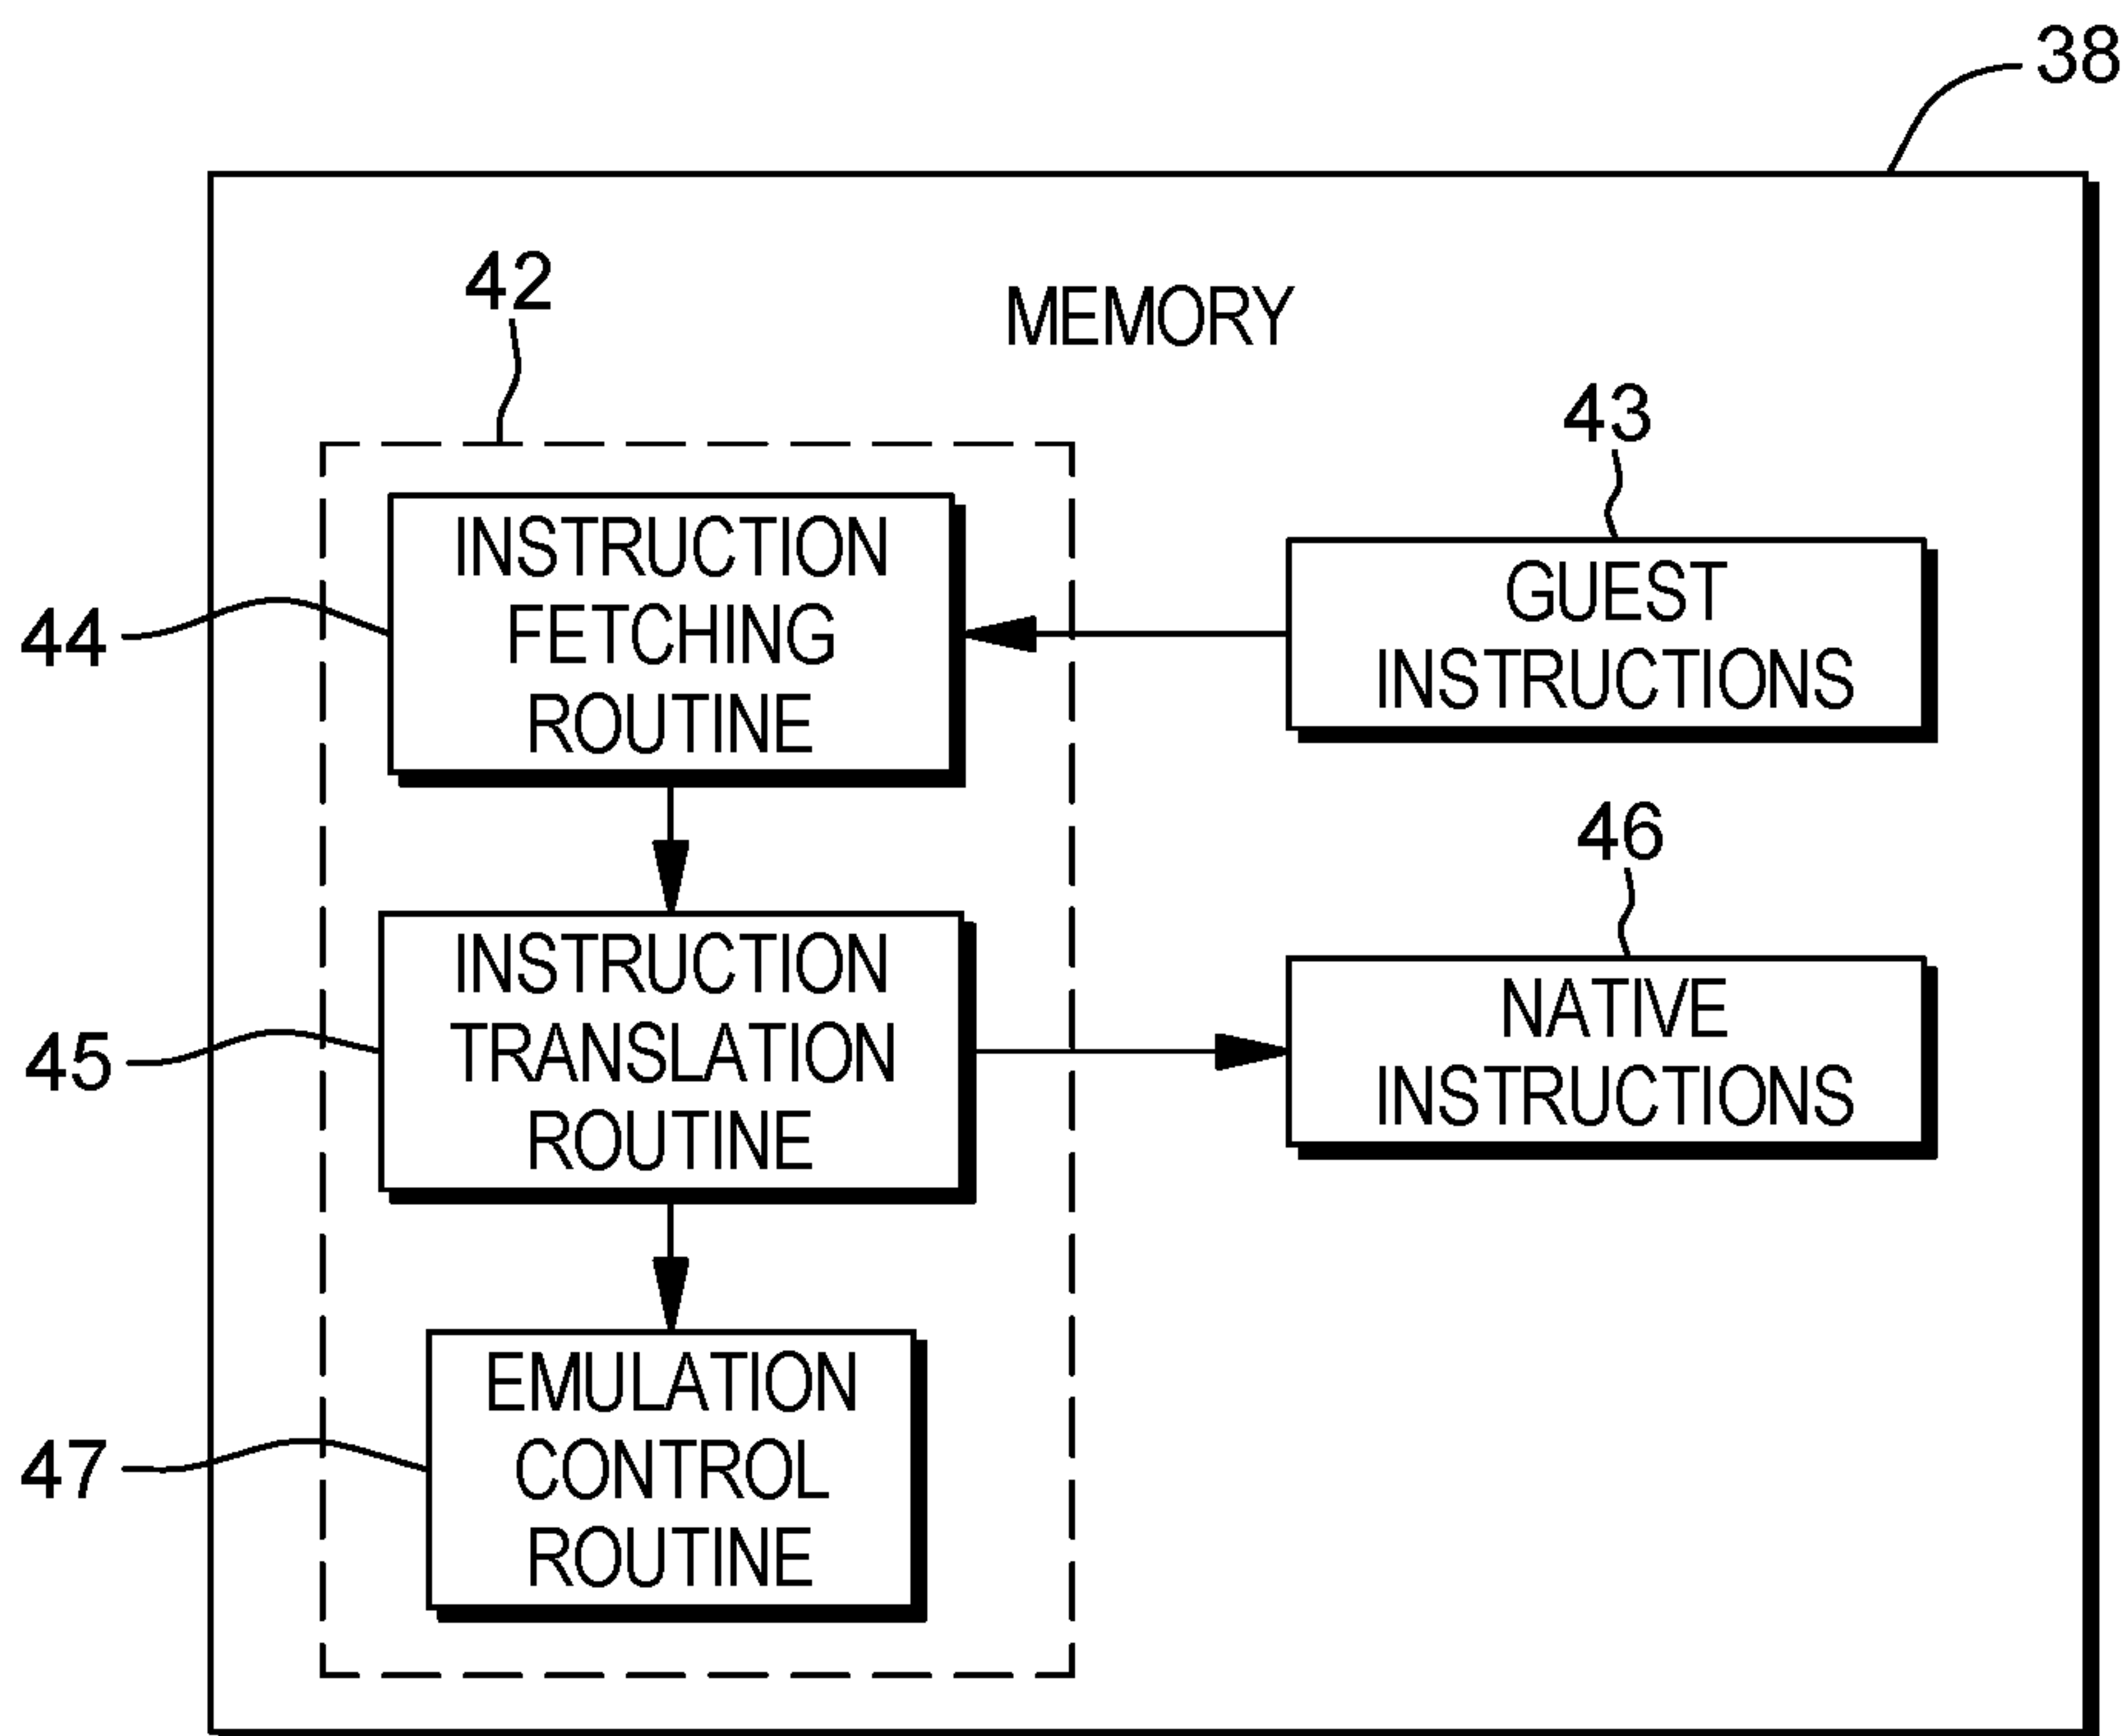 38
42
MEMORY
43
INSTRUCTION
FETCHING
ROUTINE
GUEST
INSTRUCTIONS
44
46
INSTRUCTION
TRANSLATION
ROUTINE
NATIVE
INSTRUCTIONS
45
EMULATION
CONTROL
ROUTINE
47